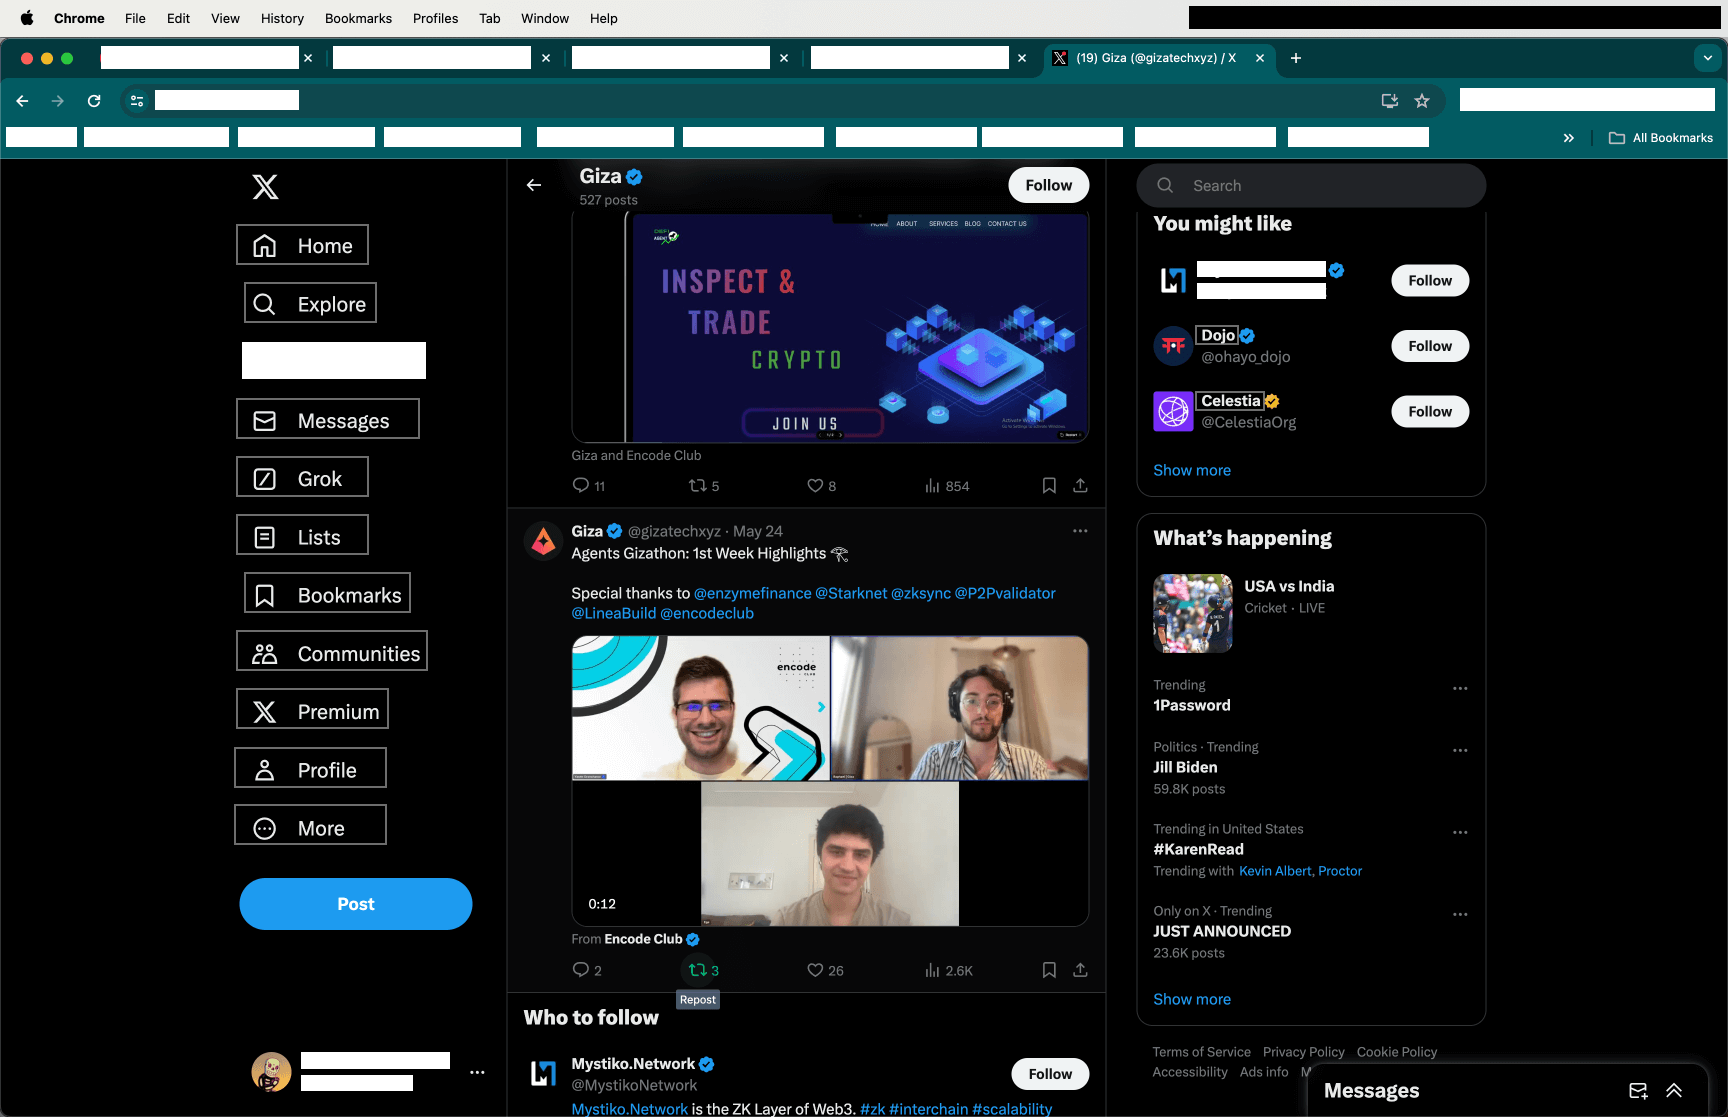 Chrome File Edit View History Bookmarks Profiles Tab Window Help
(19) Giza (@gizatechxyz) / X
All Bookmarks
Home
Explore
Messages
Grok
Lists
Bookmarks
Communities
Premium
Profile
More
Post
Giza
527 posts
Follow
HOME ABOUT SERVICES BLOG CONTACT US
INSPECT &
TRADE
CRYPTO
JOIN US
Giza and Encode Club
11 5 8 854
Giza @gizatechxyz · May 24
Agents Gizathon: 1st Week Highlights
Special thanks to @enzymefinance @Starknet @zksync @P2Pvalidator
@LineaBuild @encodeclub
encode
CLUB
0:12
From Encode Club
2 3 26 2.6K
Repost
Who to follow
Mystiko.Network
@MystikoNetwork
Follow
Mystiko.Network is the ZK Layer of Web3. #zk #interchain #scalability
Search
You might like
Follow
Dojo
@ohayo_dojo
Follow
Celestia
@CelestiaOrg
Follow
Show more
What's happening
USA vs India
Cricket · LIVE
Trending
1Password
Politics · Trending
Jill Biden
59.8K posts
Trending in United States
#KarenRead
Trending with Kevin Albert, Proctor
Only on X · Trending
JUST ANNOUNCED
23.6K posts
Show more
Terms of Service Privacy Policy Cookie Policy
Accessibility Ads info
Messages